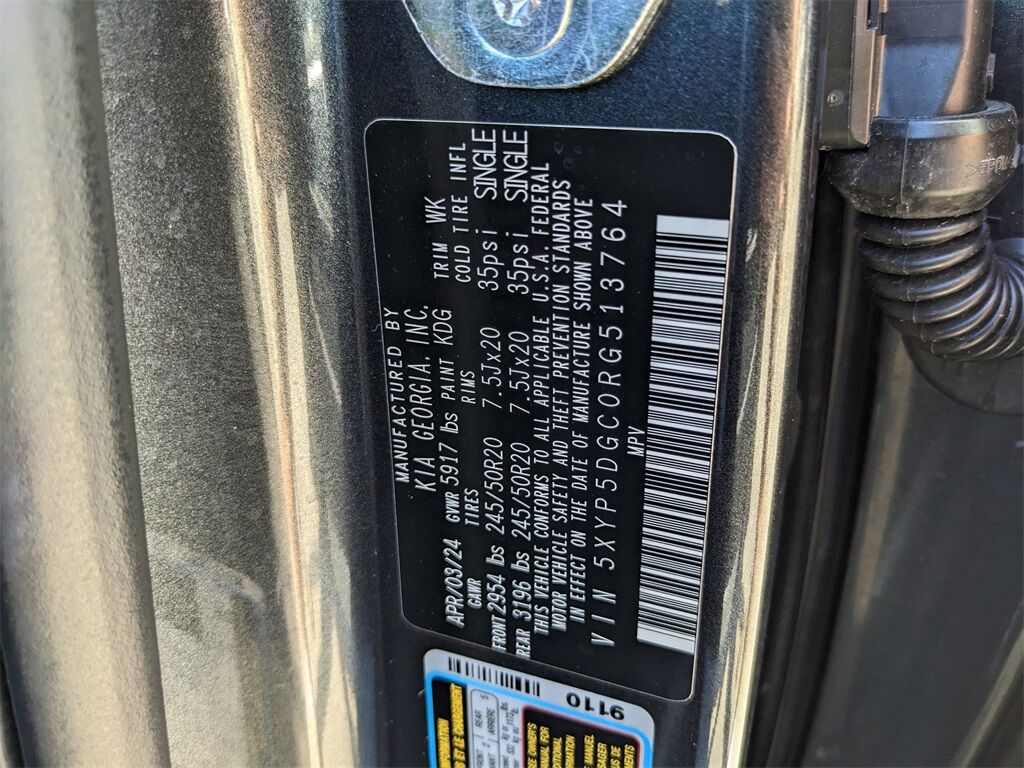 MANUFACTURED BY
KIA GEORGIA, INC.
APR/03/24 GVWR 5917 lbs PAINT KDG TRIM WK
GAWR TIRES RIMS COLD TIRE INFL
FRONT 2954 lbs 245/50R20 7.5Jx20 35psi SINGLE
REAR 3196 lbs 245/50R20 7.5Jx20 35psi SINGLE
THIS VEHICLE CONFORMS TO ALL APPLICABLE U.S.A. FEDERAL
MOTOR VEHICLE SAFETY AND THEFT PREVENTION STANDARDS
IN EFFECT ON THE DATE OF MANUFACTURE SHOWN ABOVE
VIN 5XYP5DGC0RG513764
MPV
9110
REAR 5
ARRIERE